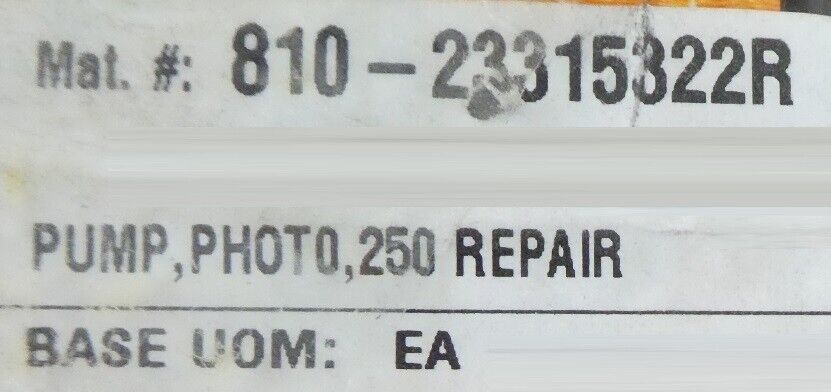 Mat. #: 810-23315322R
PUMP,PHOTO,250 REPAIR
BASE UOM: EA